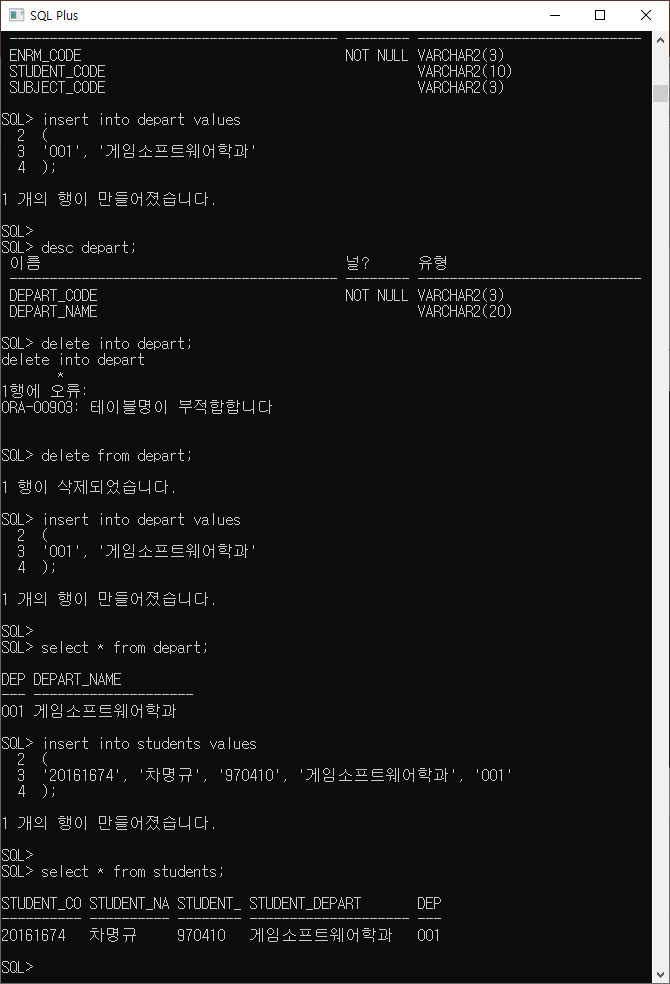 SQL Plus
---------------------------------------- -------- ----------------------------
ENRM_CODE NOT NULL VARCHAR2(3)
STUDENT_CODE VARCHAR2(10)
SUBJECT_CODE VARCHAR2(3)
SQL> insert into depart values
2 (
3 '001', '게임소프트웨어학과'
4 );
1 개의 행이 만들어졌습니다.
SQL>
SQL> desc depart;
이름 널? 유형
---------------------------------------- -------- ----------------------------
DEPART_CODE NOT NULL VARCHAR2(3)
DEPART_NAME VARCHAR2(20)
SQL> delete into depart;
delete into depart
*
1행에 오류:
ORA-00903: 테이블명이 부적합합니다
SQL> delete from depart;
1 행이 삭제되었습니다.
SQL> insert into depart values
2 (
3 '001', '게임소프트웨어학과'
4 );
1 개의 행이 만들어졌습니다.
SQL>
SQL> select * from depart;
DEP DEPART_NAME
--- --------------------
001 게임소프트웨어학과
SQL> insert into students values
2 (
3 '20161674', '차명규', '970410', '게임소프트웨어학과', '001'
4 );
1 개의 행이 만들어졌습니다.
SQL>
SQL> select * from students;
STUDENT_CO STUDENT_NA STUDENT_ STUDENT_DEPART DEP
---------- ---------- -------- -------------------- ---
20161674 차명규 970410 게임소프트웨어학과 001
SQL>